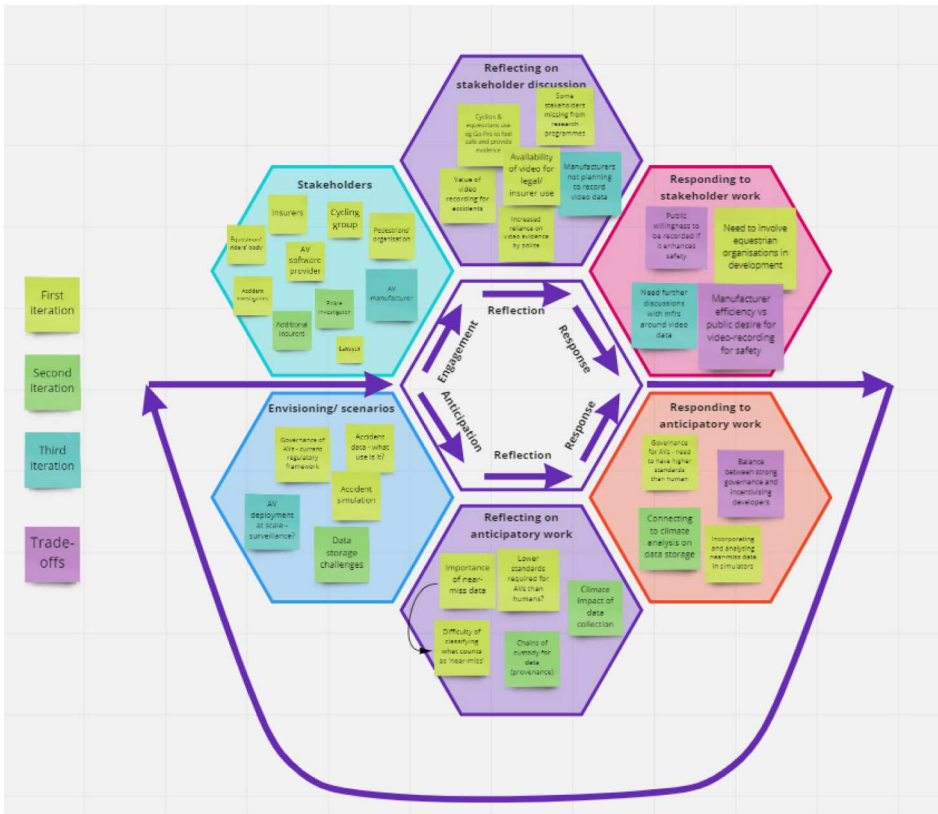 Reflecting on
stakeholder discussion
Cyclists &
equestrians use
eg Go-Pro to feel
safe and provide
evidence
Some
stakeholders
missing from
research
programmes
Value of
video
recording for
accidents
Availability
of video for
legal/
insurer use
Manufacturers
not planning
to record
video data
Increased
reliance on
video evidence
by police
Stakeholders
Insurers
Cycling
group
Pedestrians'
organisation
Equestrian/
riders' body
AV
software
provider
Accident
investigators
Additional
insurers
Police
investigator
AV
manufacturer
Lawyers
Responding to
stakeholder work
Public
willingness to
be recorded if
it enhances
safety
Need to involve
equestrian
organisations in
development
Need further
discussions
with mfrs
around video
data
Manufacturer
efficiency vs
public desire for
video-recording
for safety
First
iteration
Second
iteration
Third
iteration
Trade-
offs
Engagement
Reflection
Response
Anticipation
Reflection
Response
Envisioning/ scenarios
Governance of
AVs - current
regulatory
framework
Accident
data - what
use is it?
Accident
simulation
AV
deployment
at scale -
surveillance?
Data
storage
challenges
Reflecting on
anticipatory work
Importance
of near-
miss data
Lower
standards
required for
AVs than
humans?
Climate
impact of
data
collection
Difficulty of
classifying
what counts
as 'near-miss'
Chains of
custody for
data
(provenance)
Responding to
anticipatory work
Governance
for AVs - need
to have higher
standards
than human
Balance
between strong
governance and
incentivising
developers
Connecting
to climate
analysis on
data storage
Incorporating
and analysing
near-miss data
in simulators